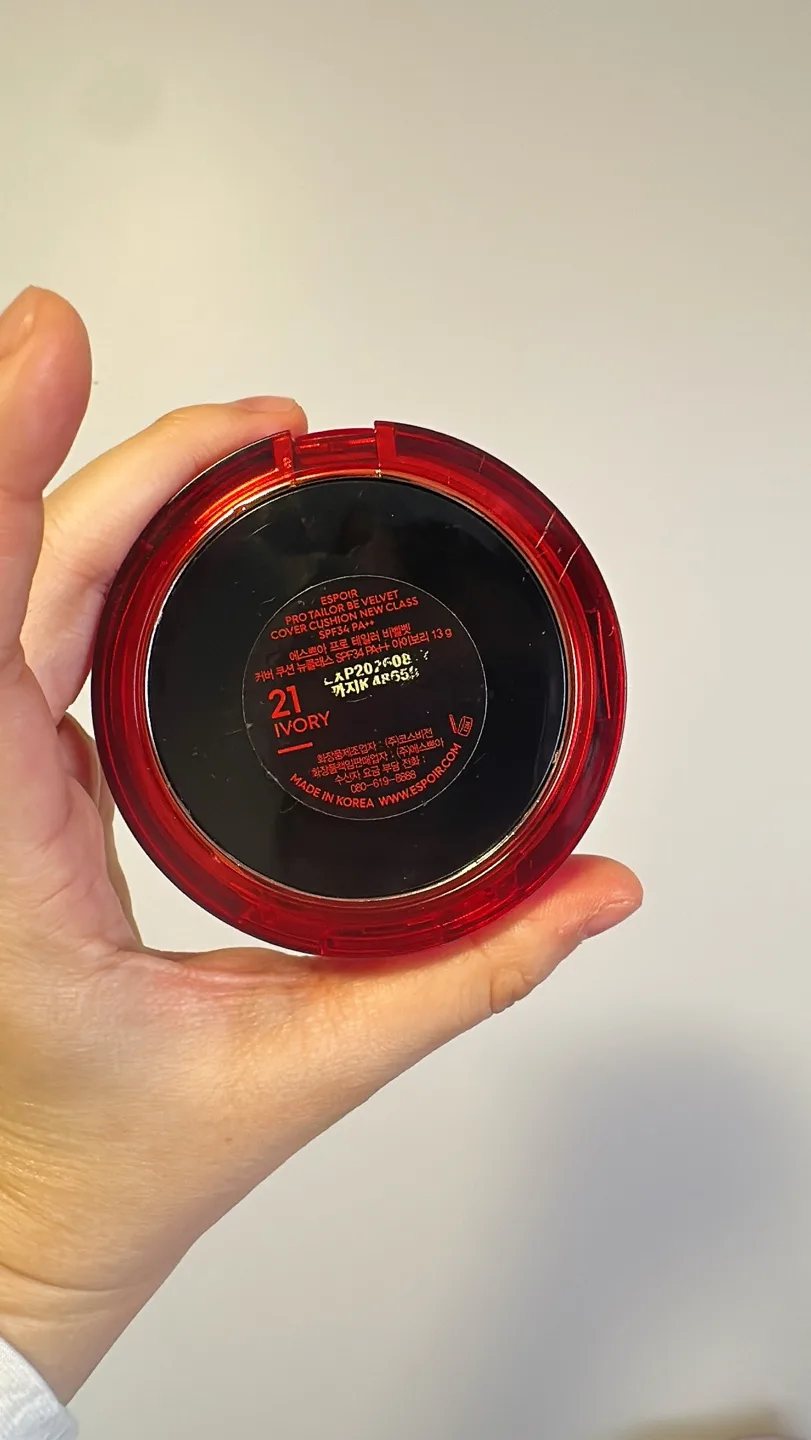 ESPOIR
PRO TAILOR BE VELVET
COVER CUSHION NEW CLASS
SPF34 PA++
에스쁘아 프로 테일러 비벨벳
커버 쿠션 뉴클래스 SPF34 PA++ 아이보리 13 g
21
IVORY
화장품제조업자 : (주)코스비전
화장품책임판매업자 : (주)에스쁘아
수신자 요금 부담 전화 :
080-619-8888
MADE IN KOREA WWW.ESPOIR.COM